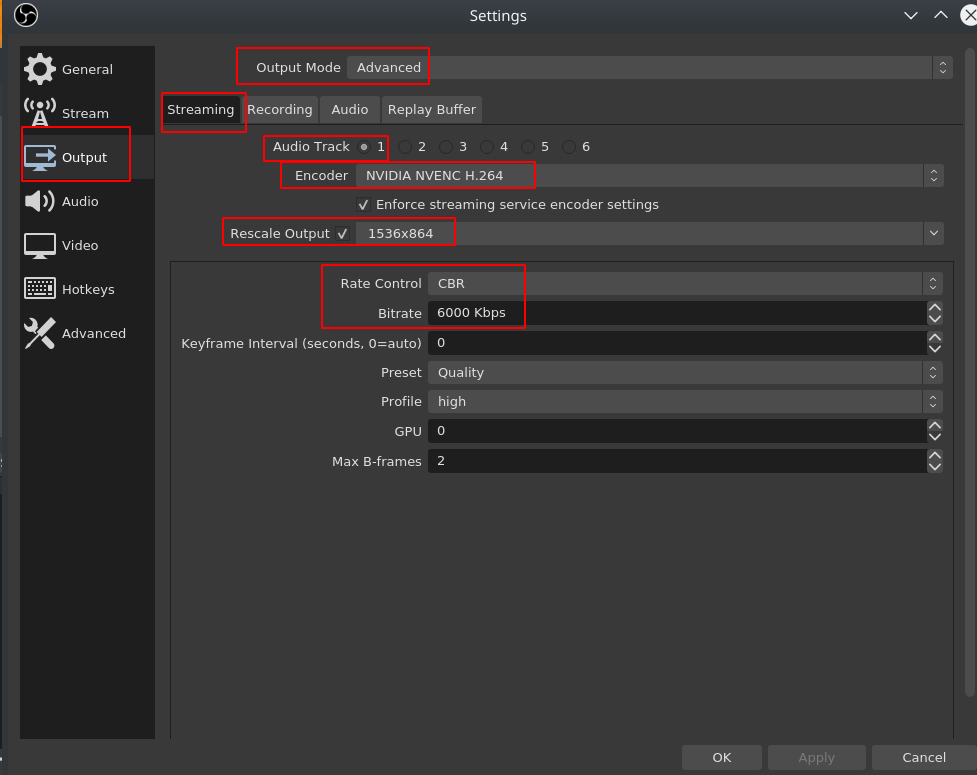 Settings
General
Stream
Output
Audio
Video
Hotkeys
Advanced
Output Mode Advanced
Streaming Recording Audio Replay Buffer
Audio Track 1 2 3 4 5 6
Encoder NVIDIA NVENC H.264
Enforce streaming service encoder settings
Rescale Output 1536x864
Rate Control CBR
Bitrate 6000 Kbps
Keyframe Interval (seconds, 0=auto) 0
Preset Quality
Profile high
GPU 0
Max B-frames 2
OK Apply Cancel